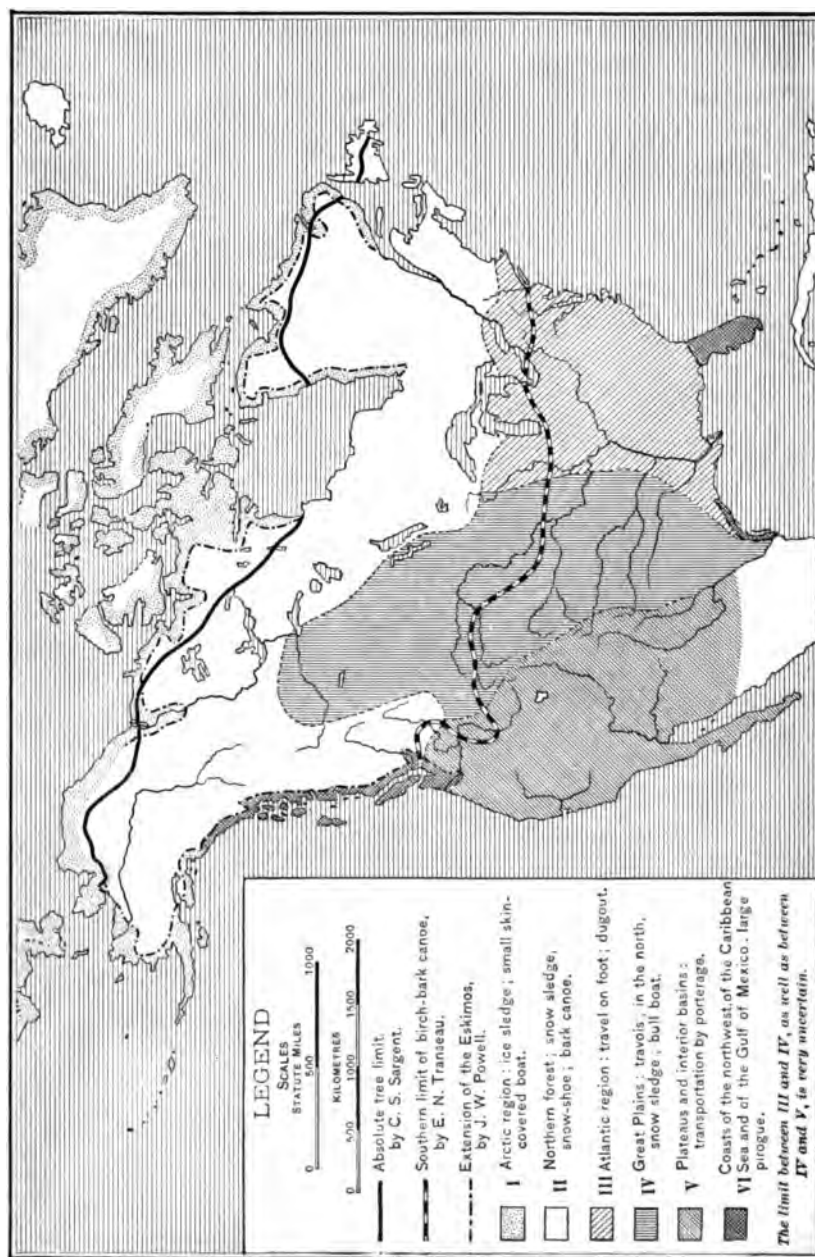 LEGEND
SCALES
STATUTE MILES
0 500 1000
KILOMETRES
0 500 1000 1500 2000
Absolute tree limit,
by C. S. Sargent.
Southern limit of birch-bark canoe,
by E. N. Transeau.
Extension of the Eskimos,
by J. W. Powell.
I Arctic region : ice sledge ; small skin-
covered boat.
II Northern forest ; snow sledge,
snow-shoe ; bark canoe.
III Atlantic region : travel on foot ; dugout.
IV Great Plains ; travois ; in the north,
snow sledge ; bull boat.
V Plateaus and interior basins :
transportation by porterage.
Coasts of the northwest, of the Caribbean
VI Sea and of the Gulf of Mexico . large
pirogue.
The limit between III and IV, as well as between
IV and V, is very uncertain.